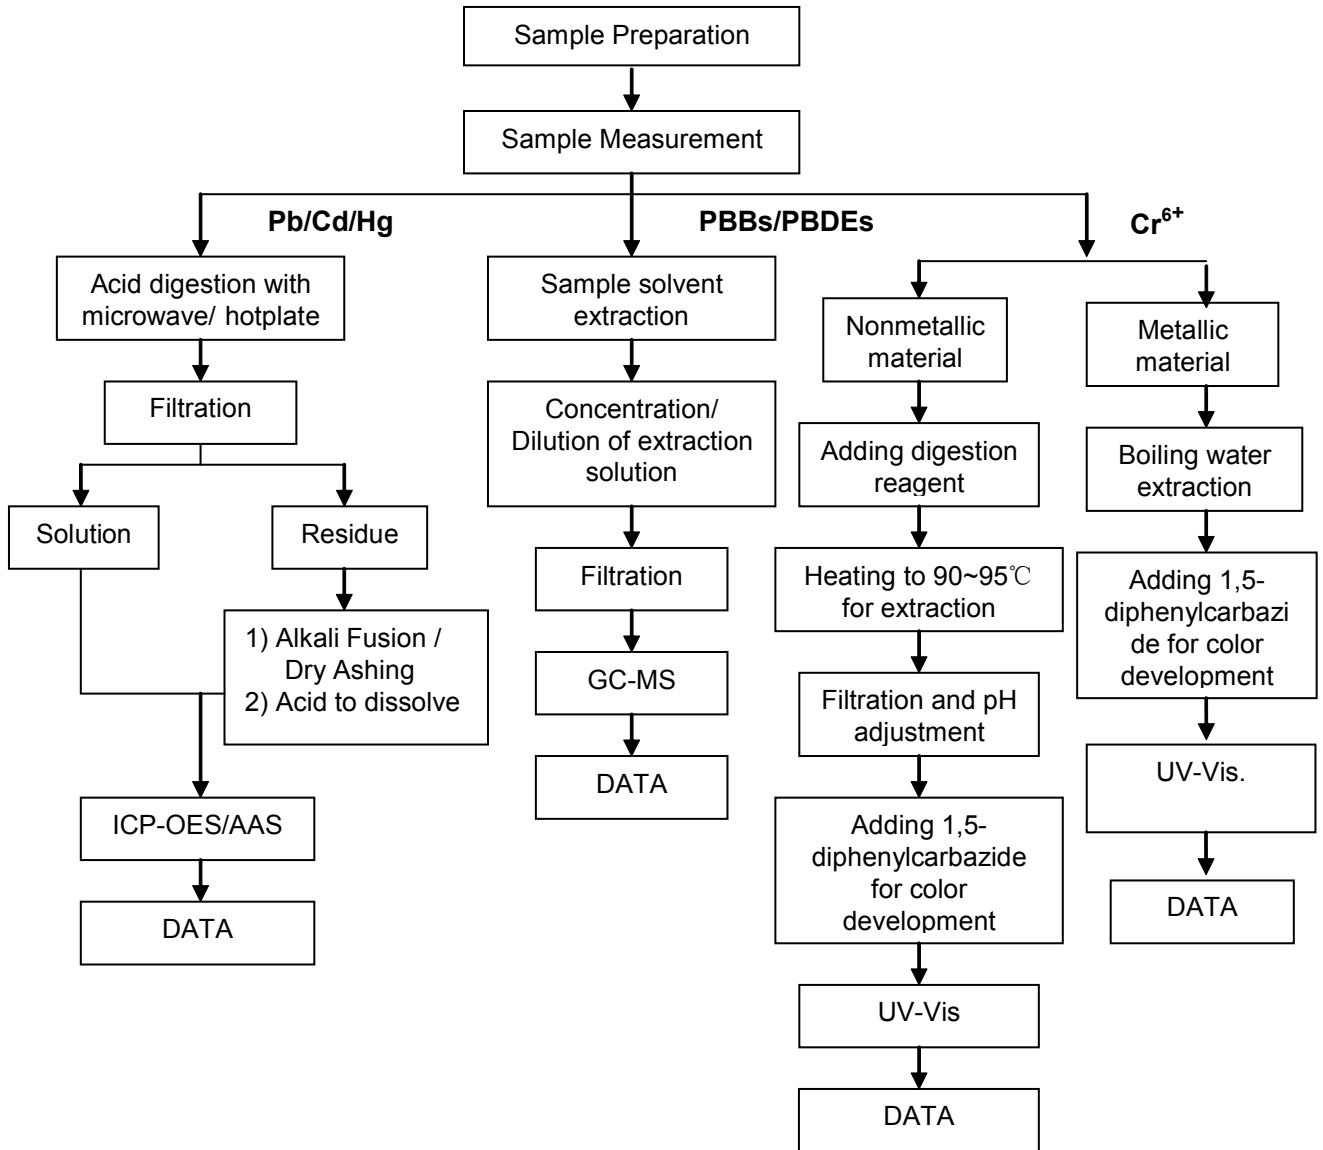 Sample Preparation
Sample Measurement
Pb/Cd/Hg
PBBs/PBDEs
Cr⁶⁺
Acid digestion with
microwave/ hotplate
Filtration
Solution
Residue
1) Alkali Fusion /
Dry Ashing
2) Acid to dissolve
ICP-OES/AAS
DATA
Sample solvent
extraction
Concentration/
Dilution of extraction
solution
Filtration
GC-MS
DATA
Nonmetallic
material
Adding digestion
reagent
Heating to 90~95℃
for extraction
Filtration and pH
adjustment
Adding 1,5-
diphenylcarbazide
for color
development
UV-Vis
DATA
Metallic
material
Boiling water
extraction
Adding 1,5-
diphenylcarbazi
de for color
development
UV-Vis.
DATA